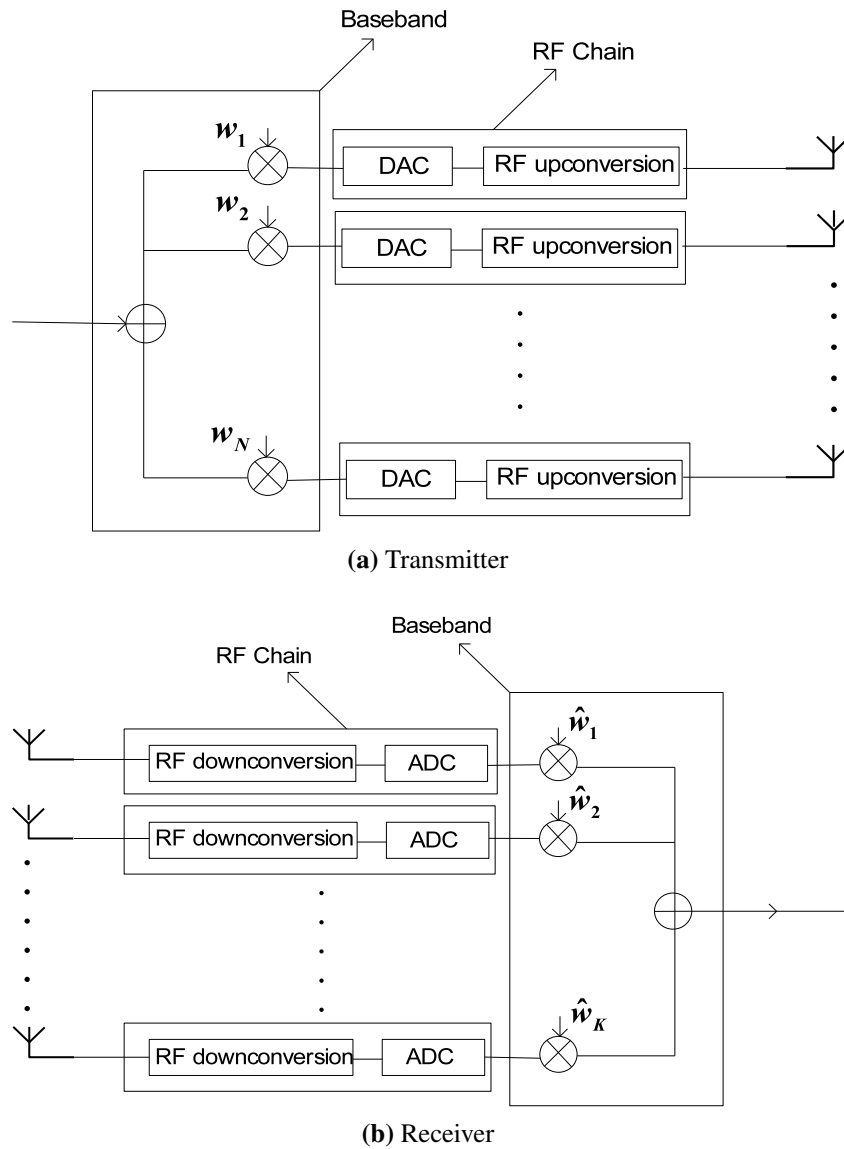 Baseband
RF Chain
w1
DAC
RF upconversion
w2
DAC
RF upconversion
wN
DAC
RF upconversion
(a) Transmitter
Baseband
RF Chain
ŵ1
RF downconversion
ADC
ŵ2
RF downconversion
ADC
ŵK
RF downconversion
ADC
(b) Receiver